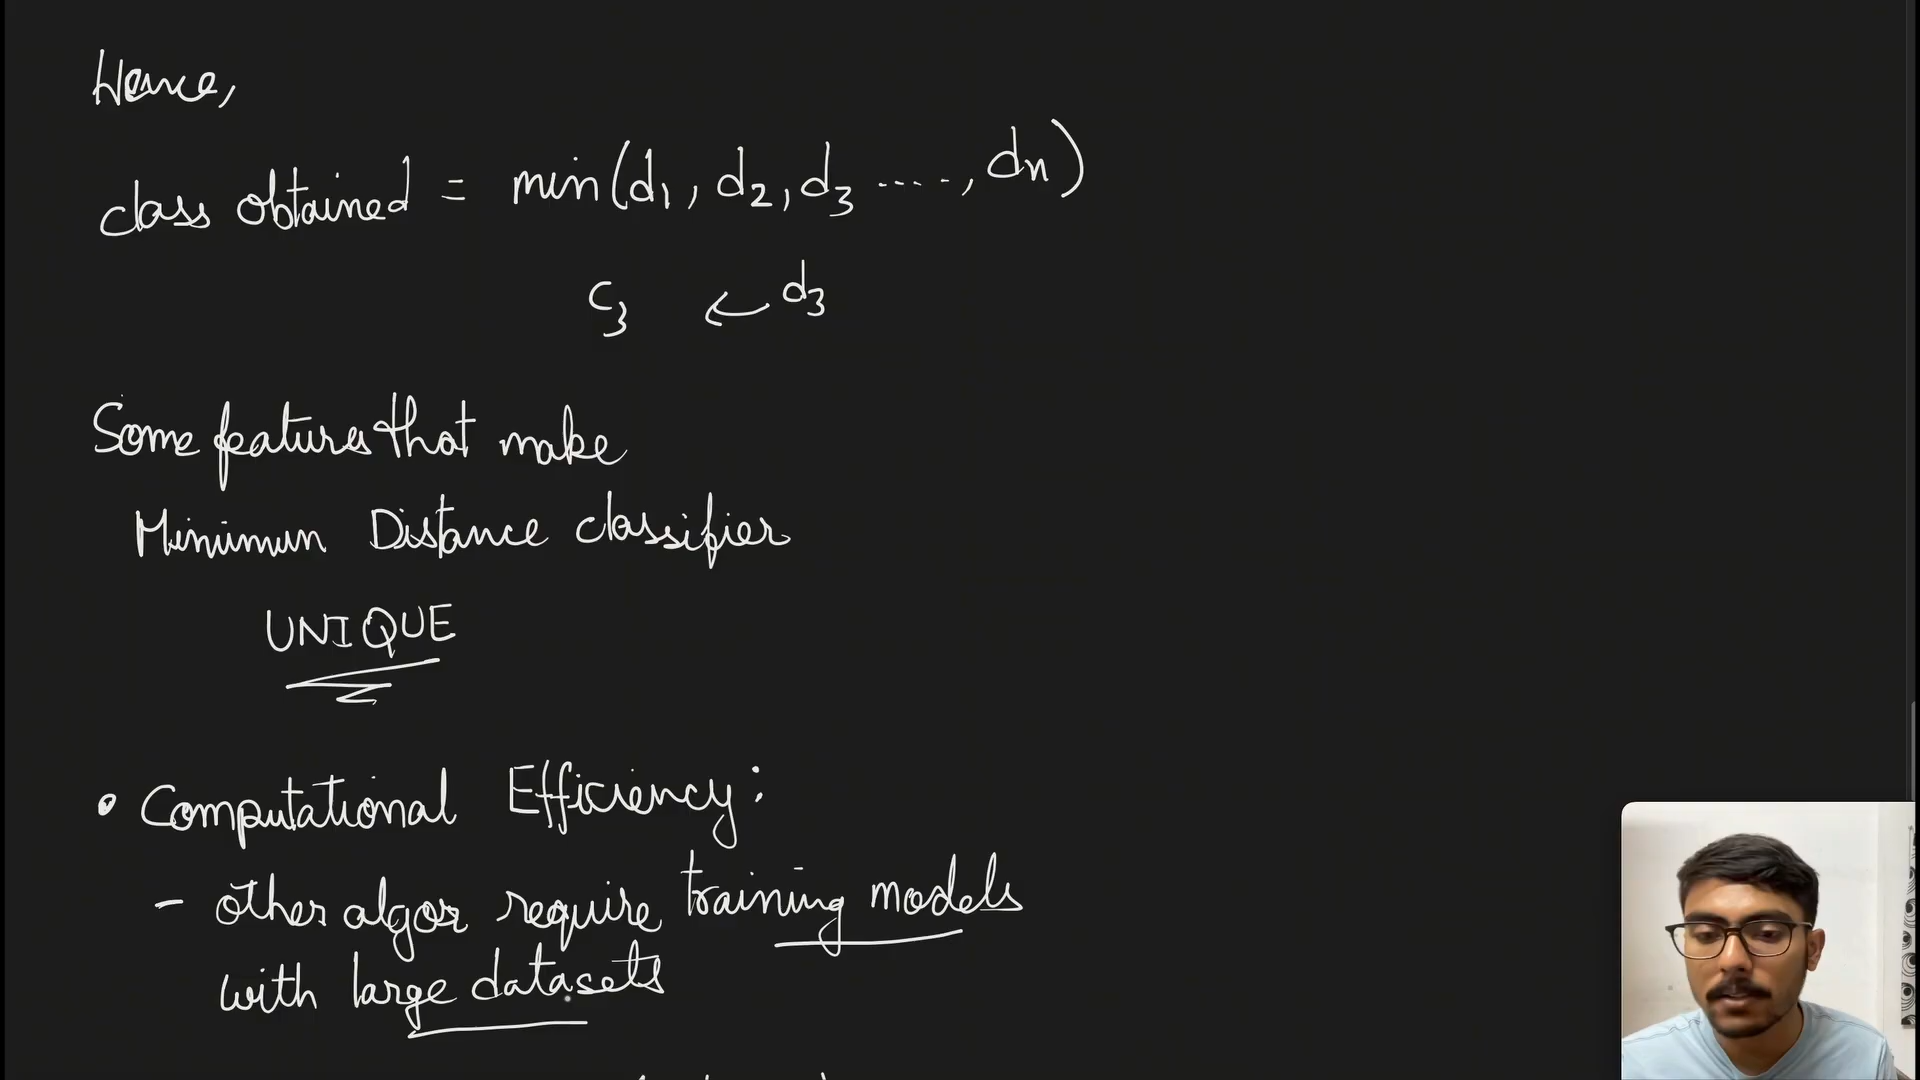 Hence,
class obtained = min(d1, d2, d3 ...., dn)
c3 ← d3
Some features that make
Minimum Distance classifier
UNIQUE
• Computational Efficiency:
- other algos require training models
with large datasets